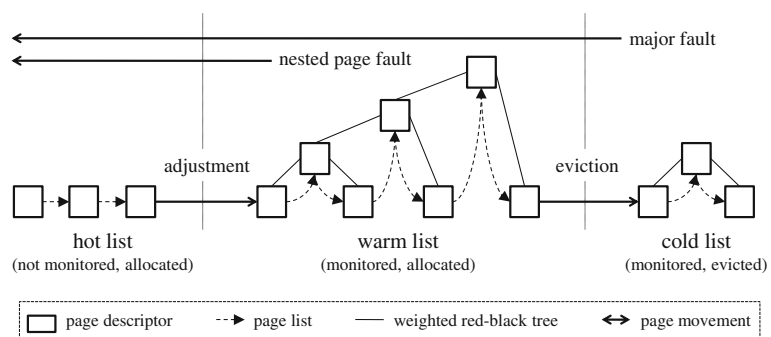 major fault
nested page fault
adjustment
eviction
hot list
(not monitored, allocated)
warm list
(monitored, allocated)
cold list
(monitored, evicted)
page descriptor
page list
weighted red-black tree
page movement